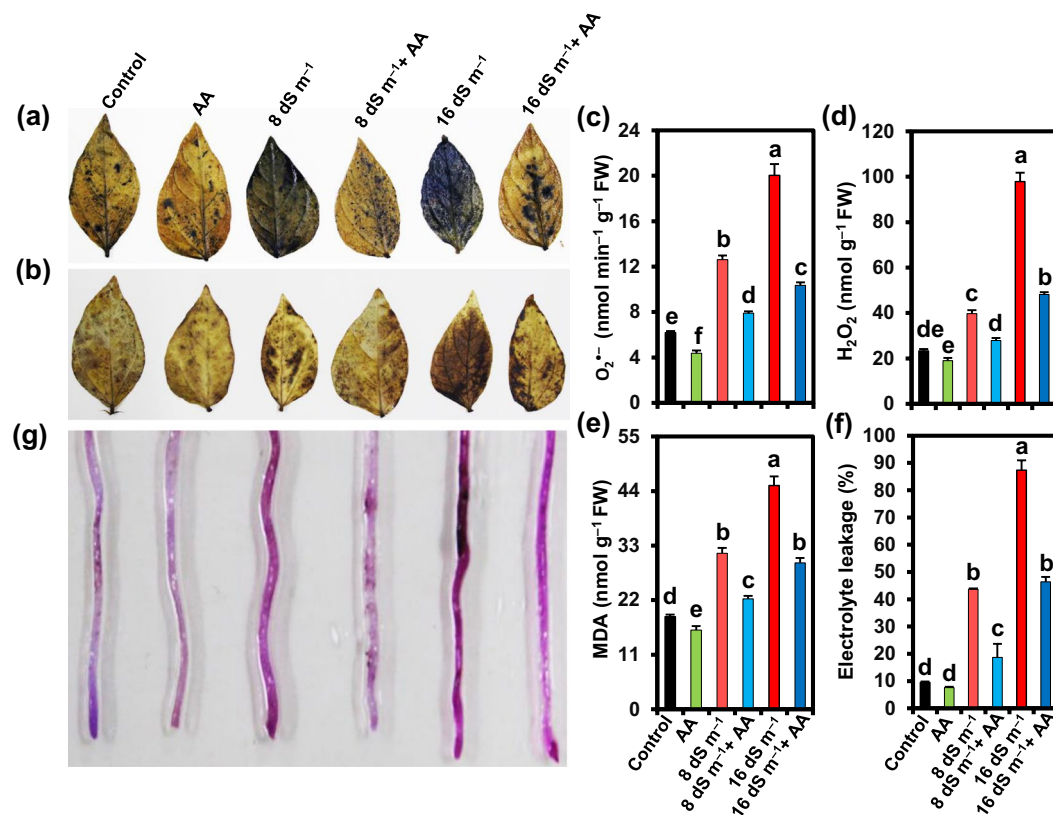 Control
AA
8 dS m⁻¹
8 dS m⁻¹+ AA
16 dS m⁻¹
16 dS m⁻¹+ AA
(a)
(b)
(g)
(c)
O₂•⁻ (nmol min⁻¹ g⁻¹ FW)
24
20
16
12
8
4
0
e
f
b
d
a
c
(d)
H₂O₂ (nmol g⁻¹ FW)
120
100
80
60
40
20
0
de
e
c
d
a
b
(e)
MDA (nmol g⁻¹ FW)
55
44
33
22
11
0
d
e
b
c
a
b
Control
AA
8 dS m⁻¹
8 dS m⁻¹+ AA
16 dS m⁻¹
16 dS m⁻¹+ AA
(f)
Electrolyte leakage (%)
100
90
80
70
60
50
40
30
20
10
0
d
d
b
c
a
b
Control
AA
8 dS m⁻¹
8 dS m⁻¹+ AA
16 dS m⁻¹
16 dS m⁻¹+ AA